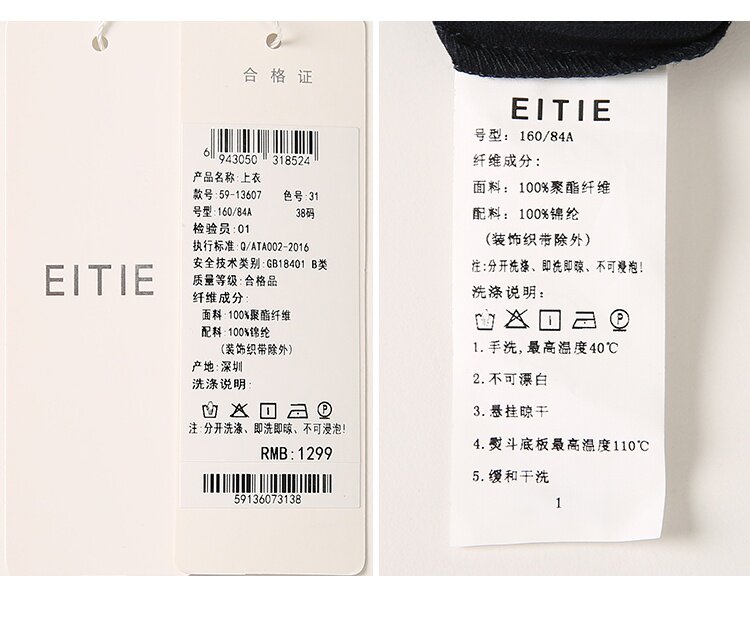 EITIE
合格证
6 943050 318524
产品名称:上衣
款号:59-13607 色号:31
号型:160/84A 38码
检验员:01
执行标准:Q/ATA002-2016
安全技术类别:GB18401 B类
质量等级:合格品
纤维成分:
面料:100%聚酯纤维
配料:100%锦纶
(装饰织带除外)
产地:深圳
洗涤说明:
P
注:分开洗涤、即洗即晾、不可浸泡!
RMB:1299
59136073138
EITIE
号型: 160/84A
纤维成分:
面料: 100%聚酯纤维
配料: 100%锦纶
(装饰织带除外)
注:分开洗涤、即洗即晾、不可浸泡!
洗涤说明:
P
1.手洗,最高温度40℃
2.不可漂白
3.悬挂晾干
4.熨斗底板最高温度110℃
5.缓和干洗
1